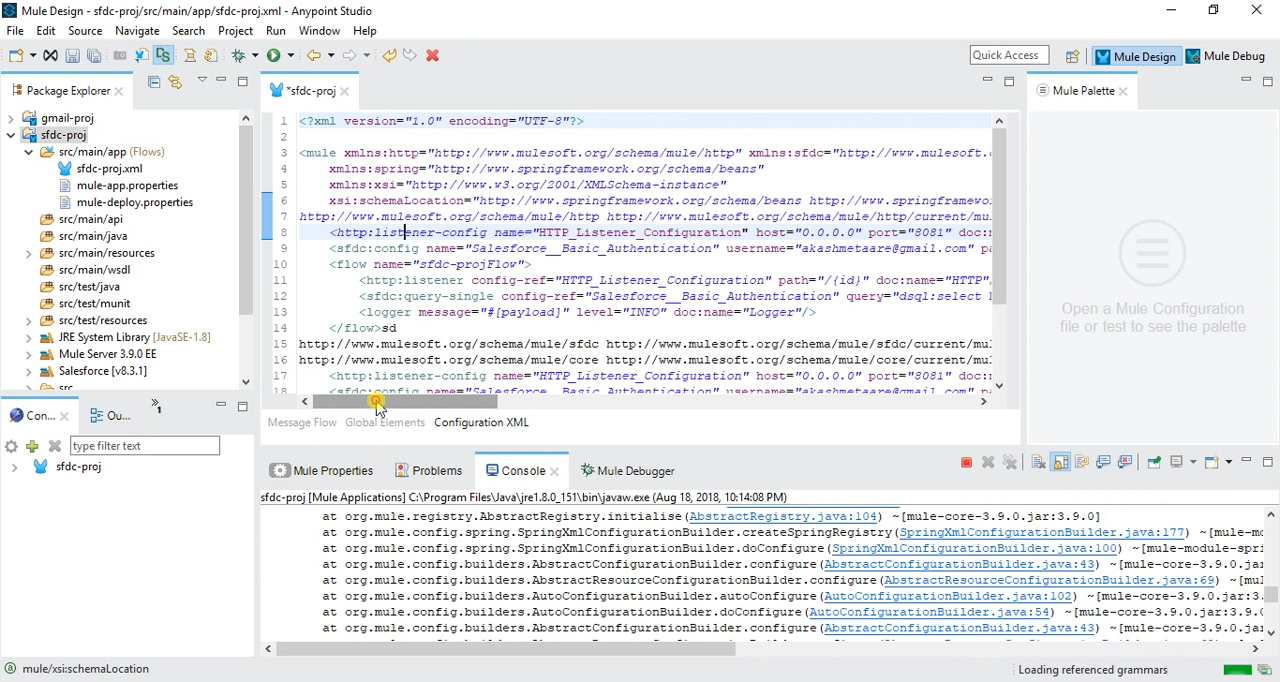 Mule Design - sfdc-proj/src/main/app/sfdc-proj.xml - Anypoint Studio
File Edit Source Navigate Search Project Run Window Help
Quick Access Mule Design Mule Debug
Package Explorer
gmail-proj
sfdc-proj
src/main/app (Flows)
sfdc-proj.xml
mule-app.properties
mule-deploy.properties
src/main/api
src/main/java
src/main/resources
src/main/wsdl
src/test/java
src/test/munit
src/test/resources
JRE System Library [JavaSE-1.8]
Mule Server 3.9.0 EE
Salesforce [v8.3.1]
src
Con... Ou... »1
type filter text
sfdc-proj
*sfdc-proj
1 <?xml version="1.0" encoding="UTF-8"?>
2
3 <mule xmlns:http="http://www.mulesoft.org/schema/mule/http" xmlns:sfdc="http://www.mulesoft.
4 xmlns:spring="http://www.springframework.org/schema/beans"
5 xmlns:xsi="http://www.w3.org/2001/XMLSchema-instance"
6 xsi:schemaLocation="http://www.springframework.org/schema/beans http://www.springframewo
7 http://www.mulesoft.org/schema/mule/http http://www.mulesoft.org/schema/mule/http/current/mu
8 <http:listener-config name="HTTP_Listener_Configuration" host="0.0.0.0" port="8081" doc:
9 <sfdc:config name="Salesforce__Basic_Authentication" username="akashmetaare@gmail.com" pa
10 <flow name="sfdc-projFlow">
11 <http:listener config-ref="HTTP_Listener_Configuration" path="/{id}" doc:name="HTTP"
12 <sfdc:query-single config-ref="Salesforce__Basic_Authentication" query="dsql:select
13 <logger message="#[payload]" level="INFO" doc:name="Logger"/>
14 </flow>sd
15 http://www.mulesoft.org/schema/mule/sfdc http://www.mulesoft.org/schema/mule/sfdc/current/mu
16 http://www.mulesoft.org/schema/mule/core http://www.mulesoft.org/schema/mule/core/current/mu
17 <http:listener-config name="HTTP_Listener_Configuration" host="0.0.0.0" port="8081" doc:
18 <sfdc:config name="Salesforce__Basic_Authentication" username="akashmetaare@gmail.com" pa
Message Flow Global Elements Configuration XML
Mule Palette
Open a Mule Configuration
file or test to see the palette
Mule Properties Problems Console Mule Debugger
sfdc-proj [Mule Applications] C:\Program Files\Java\jre1.8.0_151\bin\javaw.exe (Aug 18, 2018, 10:14:08 PM)
at org.mule.registry.AbstractRegistry.initialise(AbstractRegistry.java:104) ~[mule-core-3.9.0.jar:3.9.0]
at org.mule.config.spring.SpringXmlConfigurationBuilder.createSpringRegistry(SpringXmlConfigurationBuilder.java:177) ~[mule-mo
at org.mule.config.spring.SpringXmlConfigurationBuilder.doConfigure(SpringXmlConfigurationBuilder.java:100) ~[mule-module-spri
at org.mule.config.builders.AbstractConfigurationBuilder.configure(AbstractConfigurationBuilder.java:43) ~[mule-core-3.9.0.jar
at org.mule.config.builders.AbstractResourceConfigurationBuilder.configure(AbstractResourceConfigurationBuilder.java:69) ~[mul
at org.mule.config.builders.AutoConfigurationBuilder.autoConfigure(AutoConfigurationBuilder.java:102) ~[mule-core-3.9.0.jar:3.
at org.mule.config.builders.AutoConfigurationBuilder.doConfigure(AutoConfigurationBuilder.java:54) ~[mule-core-3.9.0.jar:3.9.0
at org.mule.config.builders.AbstractConfigurationBuilder.configure(AbstractConfigurationBuilder.java:43) ~[mule-core-3.9.0.jar
mule/xsi:schemaLocation
Loading referenced grammars